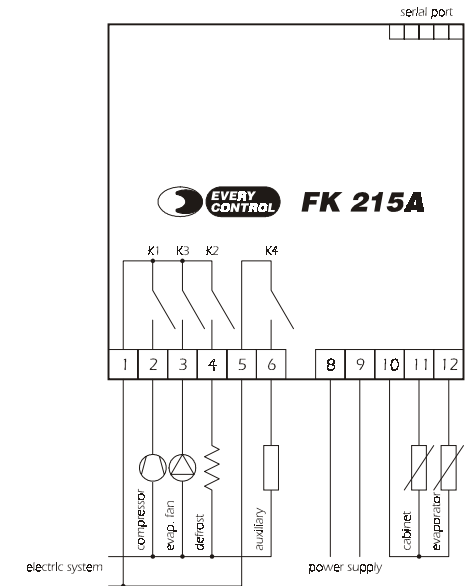 serial port
EVERY
CONTROL
FK 215A
K1 K3 K2 K4
1 2 3 4 5 6 8 9 10 11 12
compressor
evap. fan
defrost
auxiliary
cabinet
evaporator
electric system
power supply